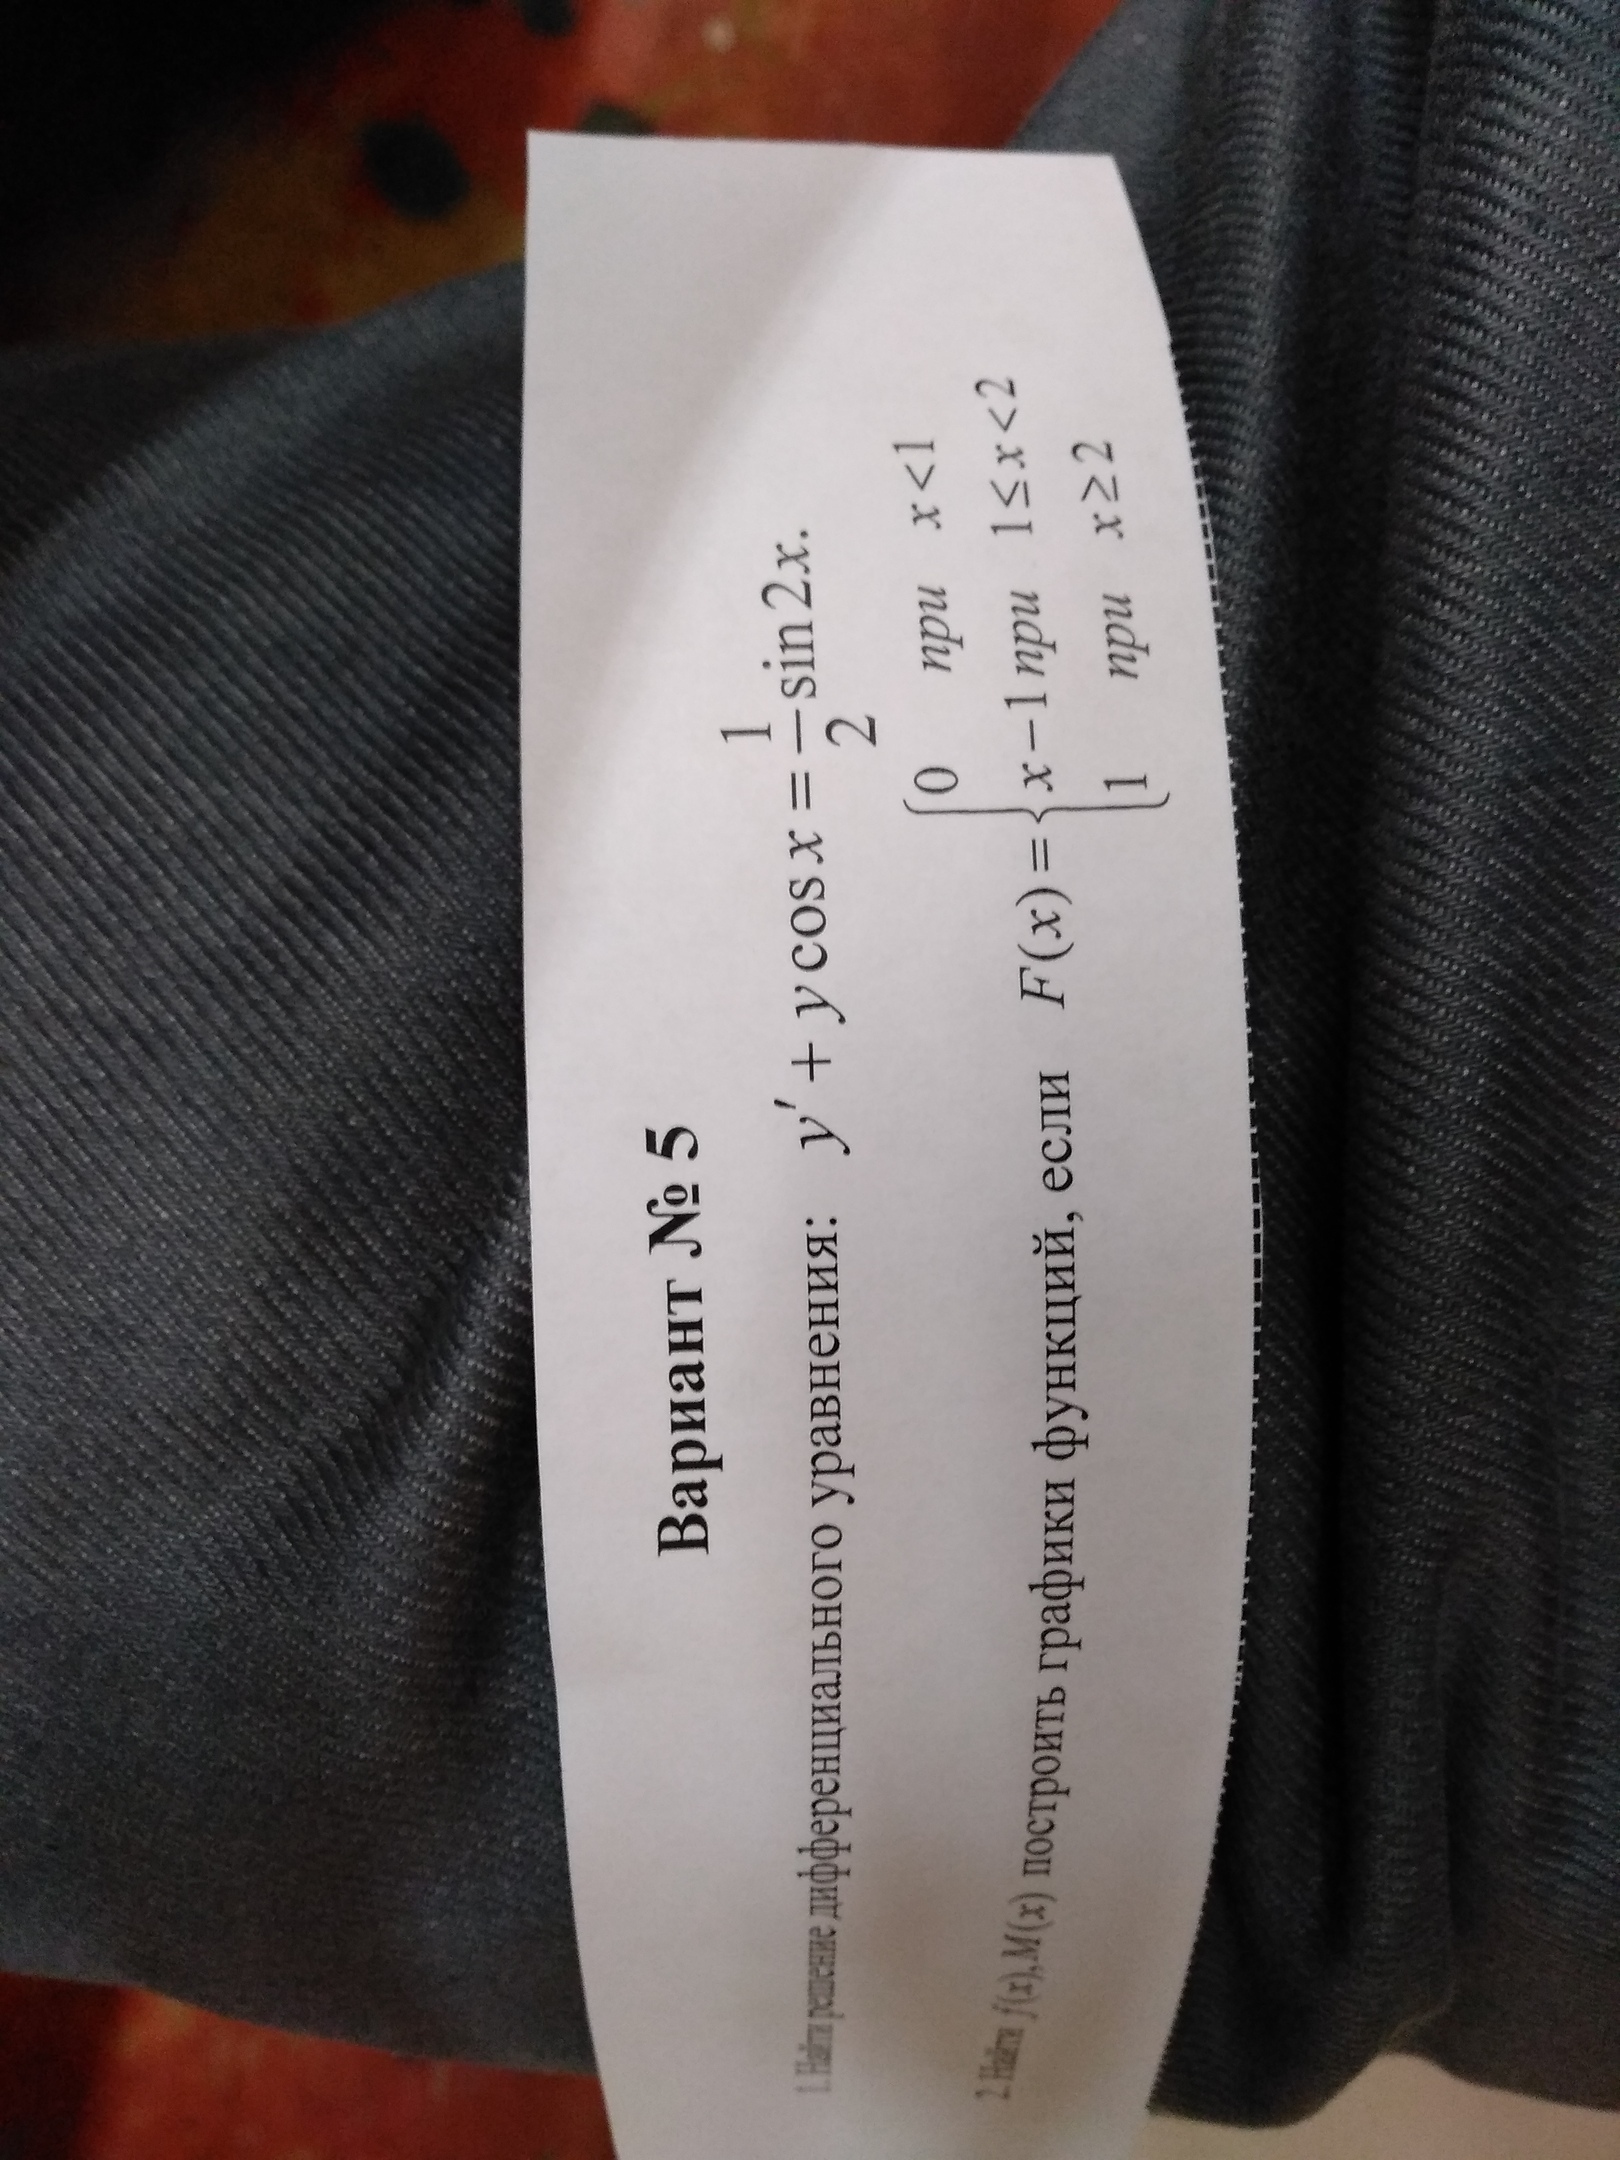 Вариант № 5
1. Найти решение дифференциального уравнения: y′ + y cos x = 1/2 sin 2x.
2. Найти f(x), M(x) построить графики функций, если F(x) = { 0 при x < 1
x − 1 при 1 ≤ x < 2
1 при x ≥ 2